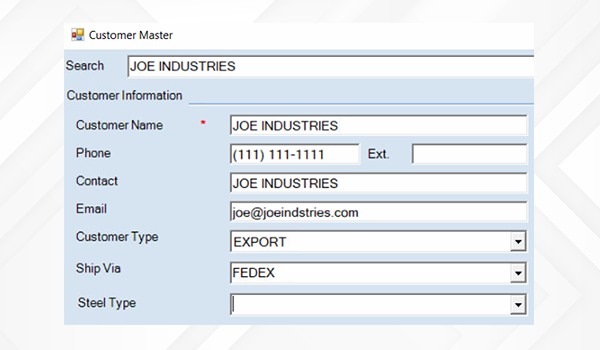 Customer Master
Search JOE INDUSTRIES
Customer Information
Customer Name * JOE INDUSTRIES
Phone (111) 111-1111 Ext.
Contact JOE INDUSTRIES
Email joe@joeindstries.com
Customer Type EXPORT
Ship Via FEDEX
Steel Type